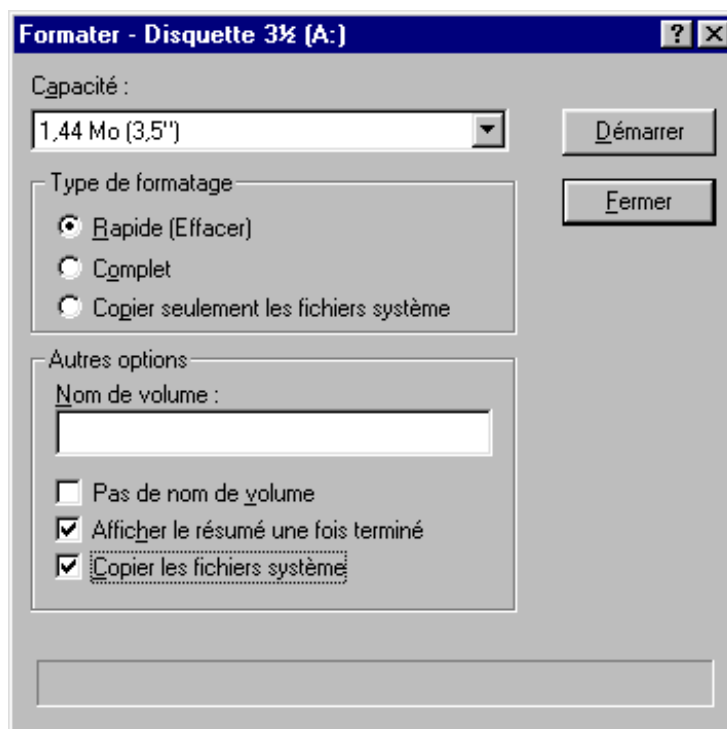 Formater - Disquette 3½ (A:)
Capacité :
1,44 Mo (3,5")
Démarrer
Type de formatage
Fermer
Rapide (Effacer)
Complet
Copier seulement les fichiers système
Autres options
Nom de volume :
Pas de nom de volume
Afficher le résumé une fois terminé
Copier les fichiers système